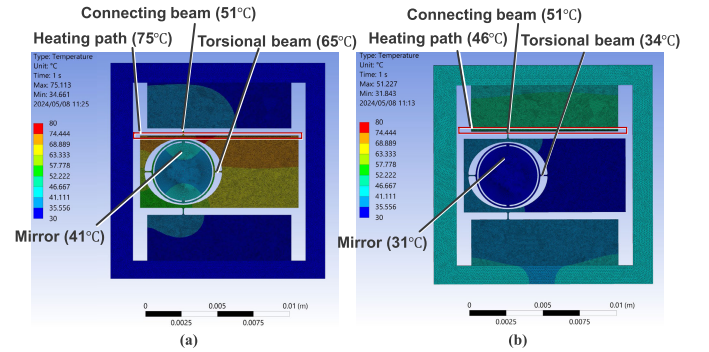 Connecting beam (51℃)
Heating path (75℃)
Torsional beam (65℃)
Type: Temperature
Unit: ℃
Time: 1 s
Max: 75.113
Min: 34.661
2024/05/08 11:25
80
74.444
68.889
63.333
57.778
52.222
46.667
41.111
35.556
30
Mirror (41℃)
0 0.005 0.01 (m)
0.0025 0.0075
(a)
Connecting beam (51℃)
Heating path (46℃)
Torsional beam (34℃)
Type: Temperature
Unit: ℃
Time: 1 s
Max: 51.227
Min: 31.843
2024/05/08 11:13
80
74.444
68.889
63.333
57.778
52.222
46.667
41.111
35.556
30
Mirror (31℃)
0 0.005 0.01 (m)
0.0025 0.0075
(b)